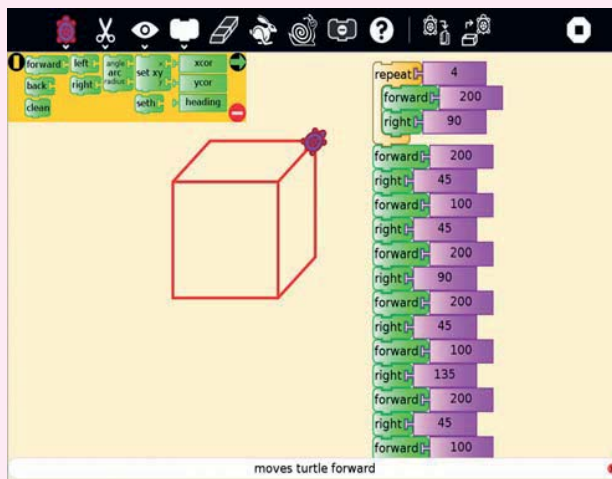 forward left angle arc radius set xy x y xcor
back right ycor
clean seth heading
repeat 4
forward 200
right 90
forward 200
right 45
forward 100
right 45
forward 200
right 90
forward 200
right 45
forward 100
right 135
forward 200
right 45
forward 100
moves turtle forward